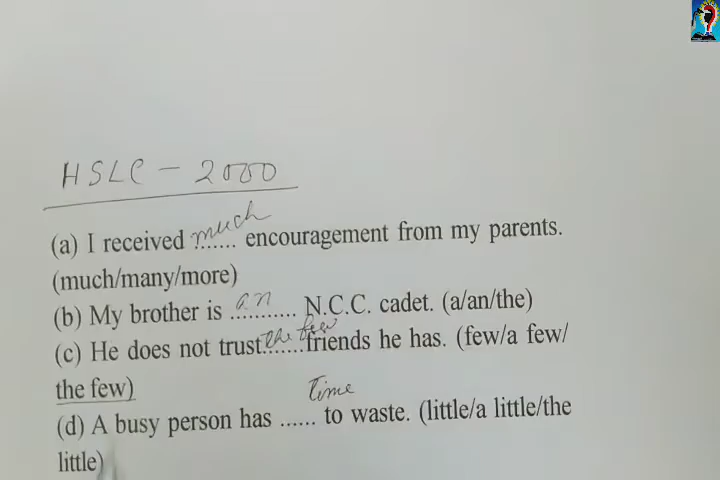 HSLC - 2000
(a) I received much encouragement from my parents.
(much/many/more)
(b) My brother is an N.C.C. cadet. (a/an/the)
(c) He does not trust the few friends he has. (few/a few/
the few)
time
(d) A busy person has ...... to waste. (little/a little/the
little)